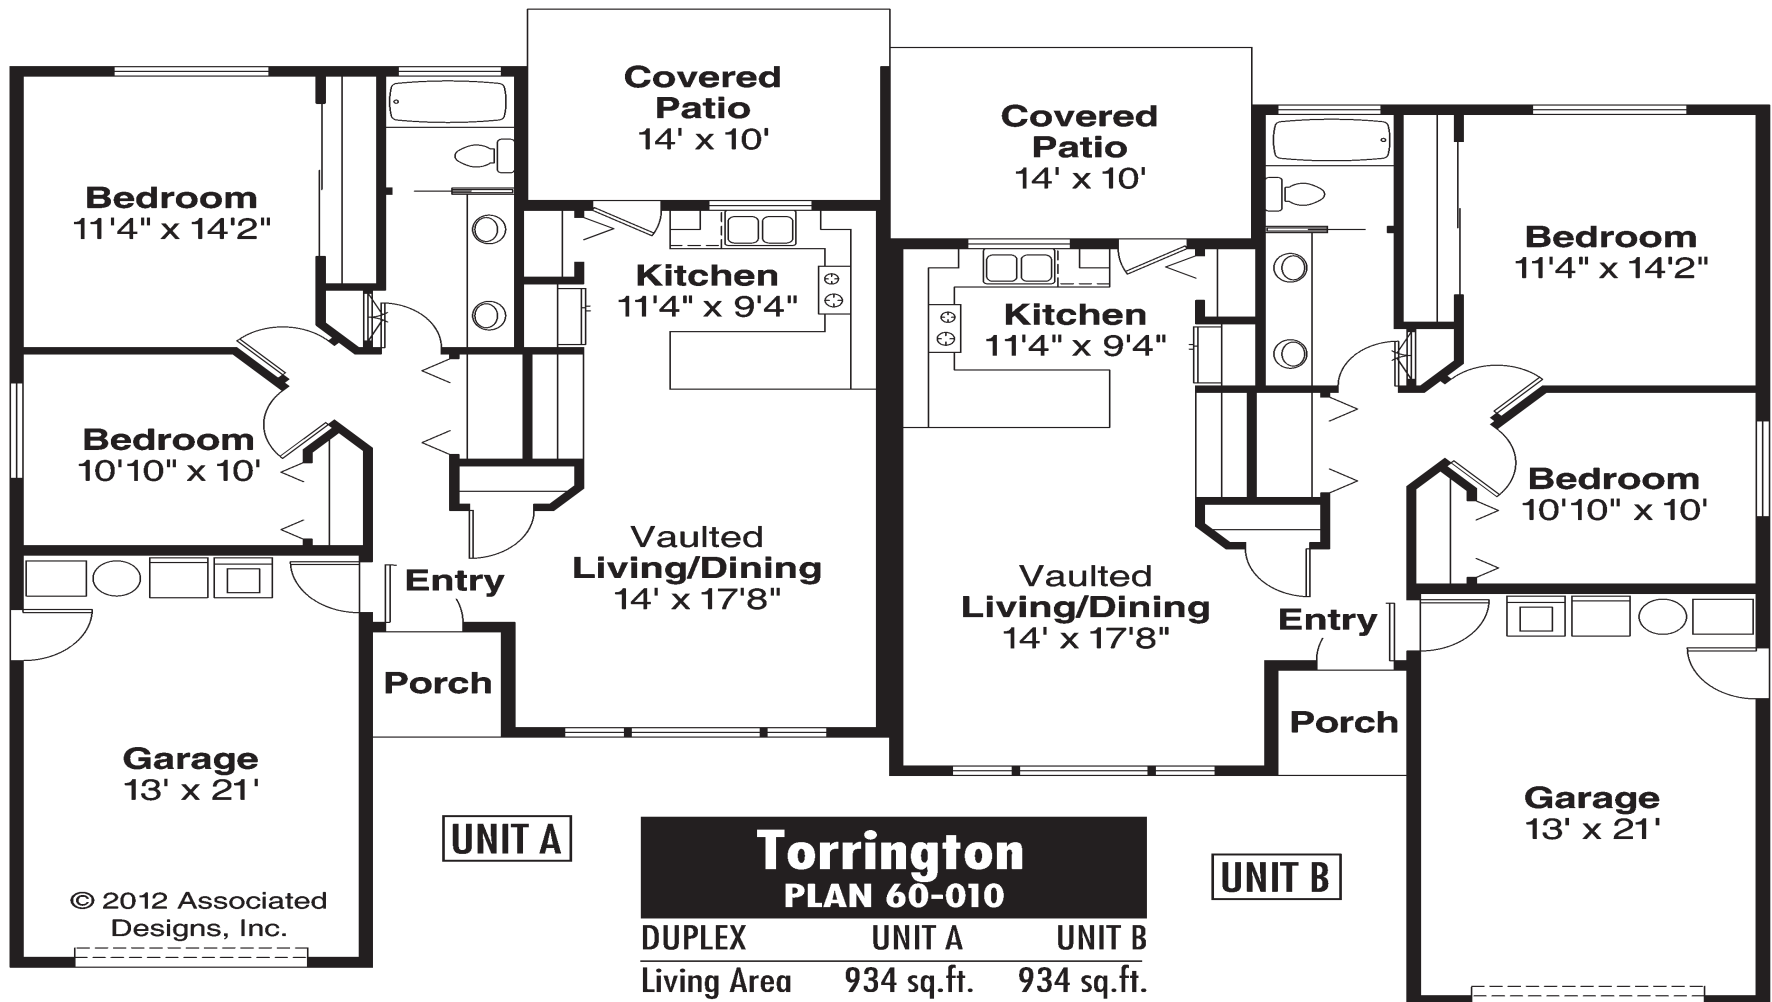 Covered
Patio
14' x 10'
Bedroom
11'4" x 14'2"
Kitchen
11'4" x 9'4"
Bedroom
10'10" x 10'
Vaulted
Living/Dining
14' x 17'8"
Entry
Porch
Garage
13' x 21'
© 2012 Associated
Designs, Inc.
UNIT A
Covered
Patio
14' x 10'
Bedroom
11'4" x 14'2"
Kitchen
11'4" x 9'4"
Bedroom
10'10" x 10'
Vaulted
Living/Dining
14' x 17'8"
Entry
Porch
Garage
13' x 21'
UNIT B
Torrington
PLAN 60-010
DUPLEX UNIT A UNIT B
Living Area 934 sq.ft. 934 sq.ft.